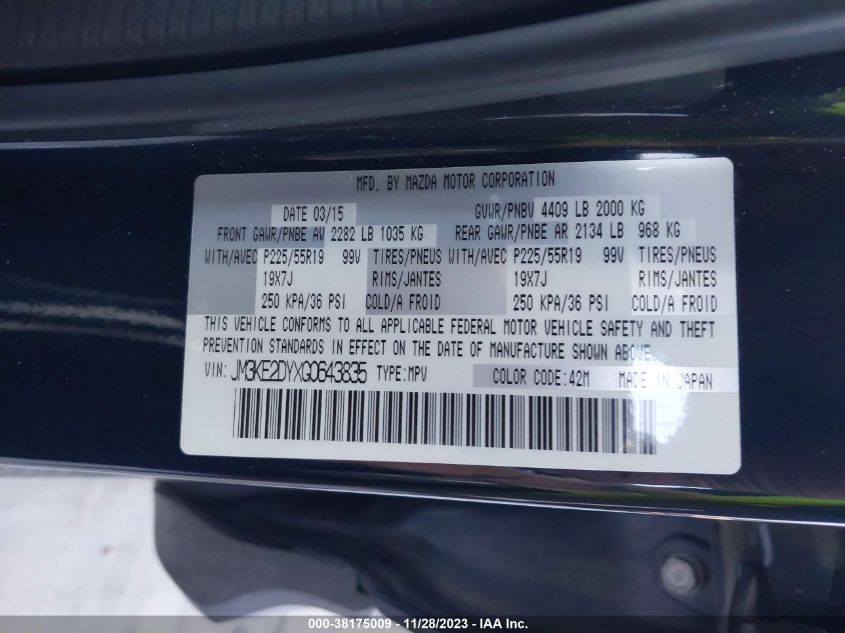 MFD. BY MAZDA MOTOR CORPORATION
DATE 03/15 GVWR/PNBV 4409 LB 2000 KG
FRONT GAWR/PNBE AV 2282 LB 1035 KG REAR GAWR/PNBE AR 2134 LB 968 KG
WITH/AVEC P225/55R19 99V TIRES/PNEUS WITH/AVEC P225/55R19 99V TIRES/PNEUS
19X7J RIMS/JANTES 19X7J RIMS/JANTES
250 KPA/36 PSI COLD/A FROID 250 KPA/36 PSI COLD/A FROID
THIS VEHICLE CONFORMS TO ALL APPLICABLE FEDERAL MOTOR VEHICLE SAFETY AND THEFT
PREVENTION STANDARDS IN EFFECT ON THE DATE OF MANUFACTURE SHOWN ABOVE.
VIN: JM3KE2DYXG0643835 TYPE:MPV COLOR CODE:42M MADE IN JAPAN
000-38175009 - 11/28/2023 - IAA Inc.